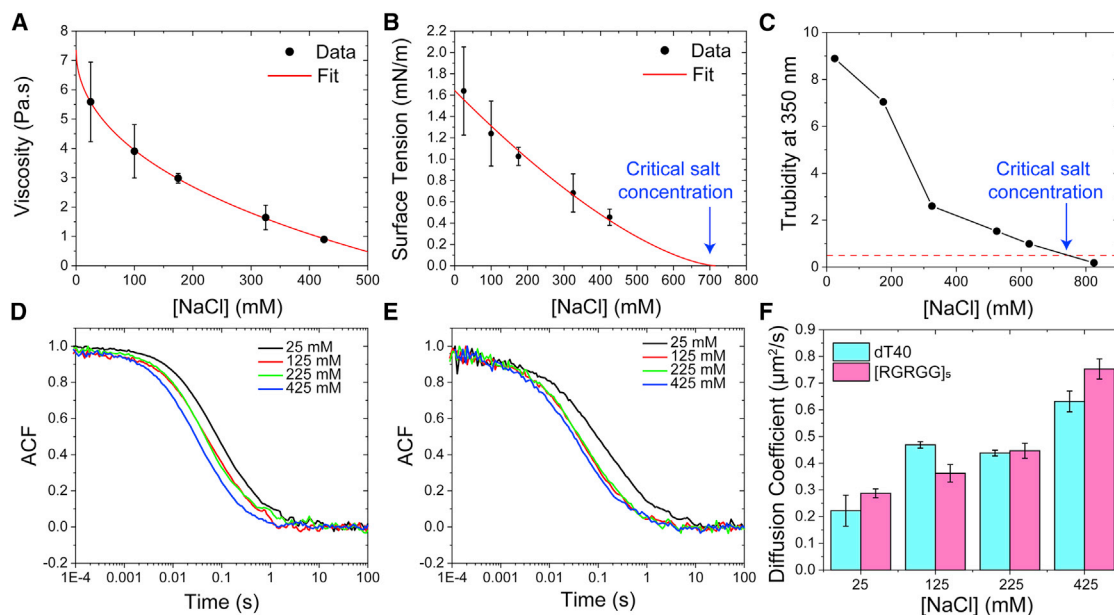 A
Viscosity (Pa.s)
8
7
6
5
4
3
2
1
0
0 100 200 300 400 500
[NaCl] (mM)
Data
Fit
B
Surface Tension (mN/m)
2.4
2.2
2.0
1.8
1.6
1.4
1.2
1.0
0.8
0.6
0.4
0.2
0.0
0 100 200 300 400 500 600 700 800
[NaCl] (mM)
Data
Fit
Critical salt
concentration
C
Trubidity at 350 nm
10
8
6
4
2
0
0 200 400 600 800
[NaCl] (mM)
Critical salt
concentration
D
ACF
1.0
0.8
0.6
0.4
0.2
0.0
-0.2
1E-4 0.001 0.01 0.1 1 10 100
Time (s)
25 mM
125 mM
225 mM
425 mM
E
ACF
1.0
0.8
0.6
0.4
0.2
0.0
-0.2
1E-4 0.001 0.01 0.1 1 10 100
Time (s)
25 mM
125 mM
225 mM
425 mM
F
Diffusion Coefficient (µm²/s)
0.9
0.8
0.7
0.6
0.5
0.4
0.3
0.2
0.1
0.0
25 125 225 425
[NaCl] (mM)
dT40
[RGRGG]₅